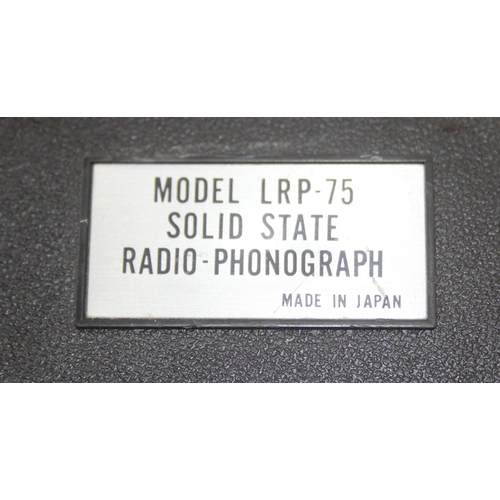 MODEL LRP-75
SOLID STATE
RADIO-PHONOGRAPH
MADE IN JAPAN